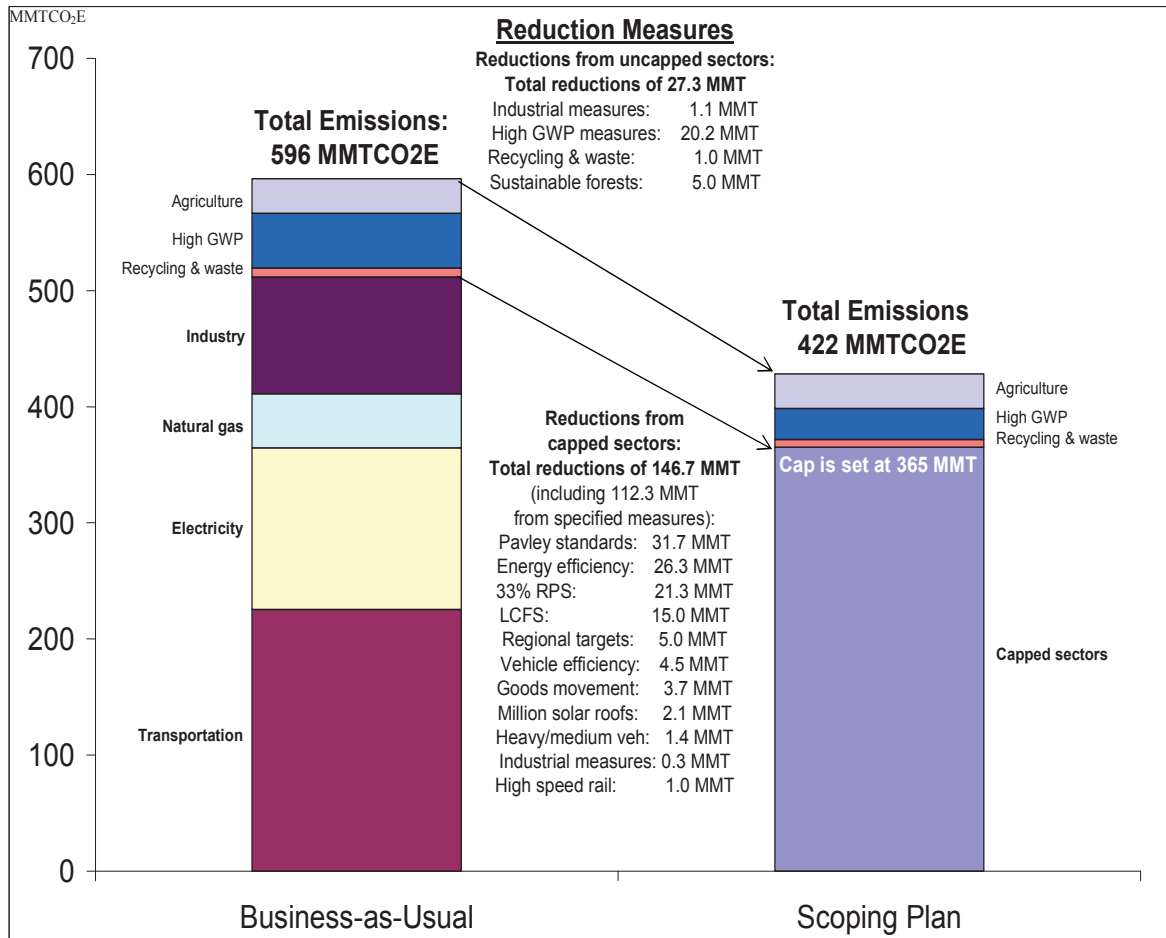 MMTCO₂E
Reduction Measures
Reductions from uncapped sectors:
Total reductions of 27.3 MMT
Industrial measures: 1.1 MMT
High GWP measures: 20.2 MMT
Recycling & waste: 1.0 MMT
Sustainable forests: 5.0 MMT
700
600
500
400
300
200
100
0
Total Emissions:
596 MMTCO2E
Agriculture
High GWP
Recycling & waste
Industry
Natural gas
Electricity
Transportation
Reductions from
capped sectors:
Total reductions of 146.7 MMT
(including 112.3 MMT
from specified measures):
Pavley standards: 31.7 MMT
Energy efficiency: 26.3 MMT
33% RPS: 21.3 MMT
LCFS: 15.0 MMT
Regional targets: 5.0 MMT
Vehicle efficiency: 4.5 MMT
Goods movement: 3.7 MMT
Million solar roofs: 2.1 MMT
Heavy/medium veh: 1.4 MMT
Industrial measures: 0.3 MMT
High speed rail: 1.0 MMT
Total Emissions
422 MMTCO2E
Agriculture
High GWP
Recycling & waste
Cap is set at 365 MMT
Capped sectors
Business-as-Usual
Scoping Plan